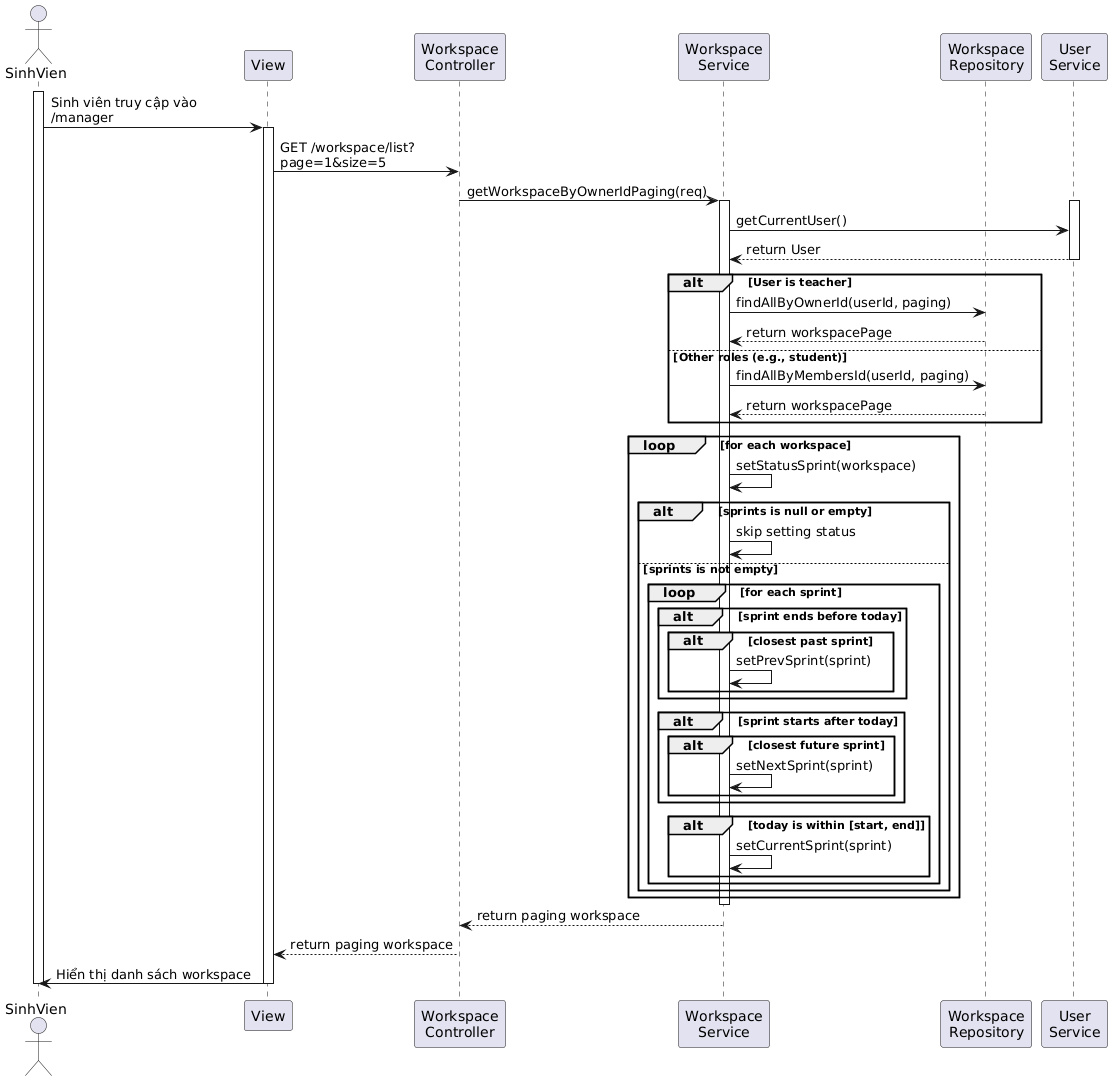 SinhVien
View
Workspace
Controller
Workspace
Service
Workspace
Repository
User
Service
Sinh viên truy cập vào
/manager
GET /workspace/list?
page=1&size=5
getWorkspaceByOwnerIdPaging(req)
getCurrentUser()
return User
alt [User is teacher]
findAllByOwnerId(userId, paging)
return workspacePage
[Other roles (e.g., student)]
findAllByMembersId(userId, paging)
return workspacePage
loop [for each workspace]
setStatusSprint(workspace)
alt [sprints is null or empty]
skip setting status
[sprints is not empty]
loop [for each sprint]
alt [sprint ends before today]
alt [closest past sprint]
setPrevSprint(sprint)
alt [sprint starts after today]
alt [closest future sprint]
setNextSprint(sprint)
alt [today is within [start, end]]
setCurrentSprint(sprint)
return paging workspace
return paging workspace
Hiển thị danh sách workspace
SinhVien
View
Workspace
Controller
Workspace
Service
Workspace
Repository
User
Service